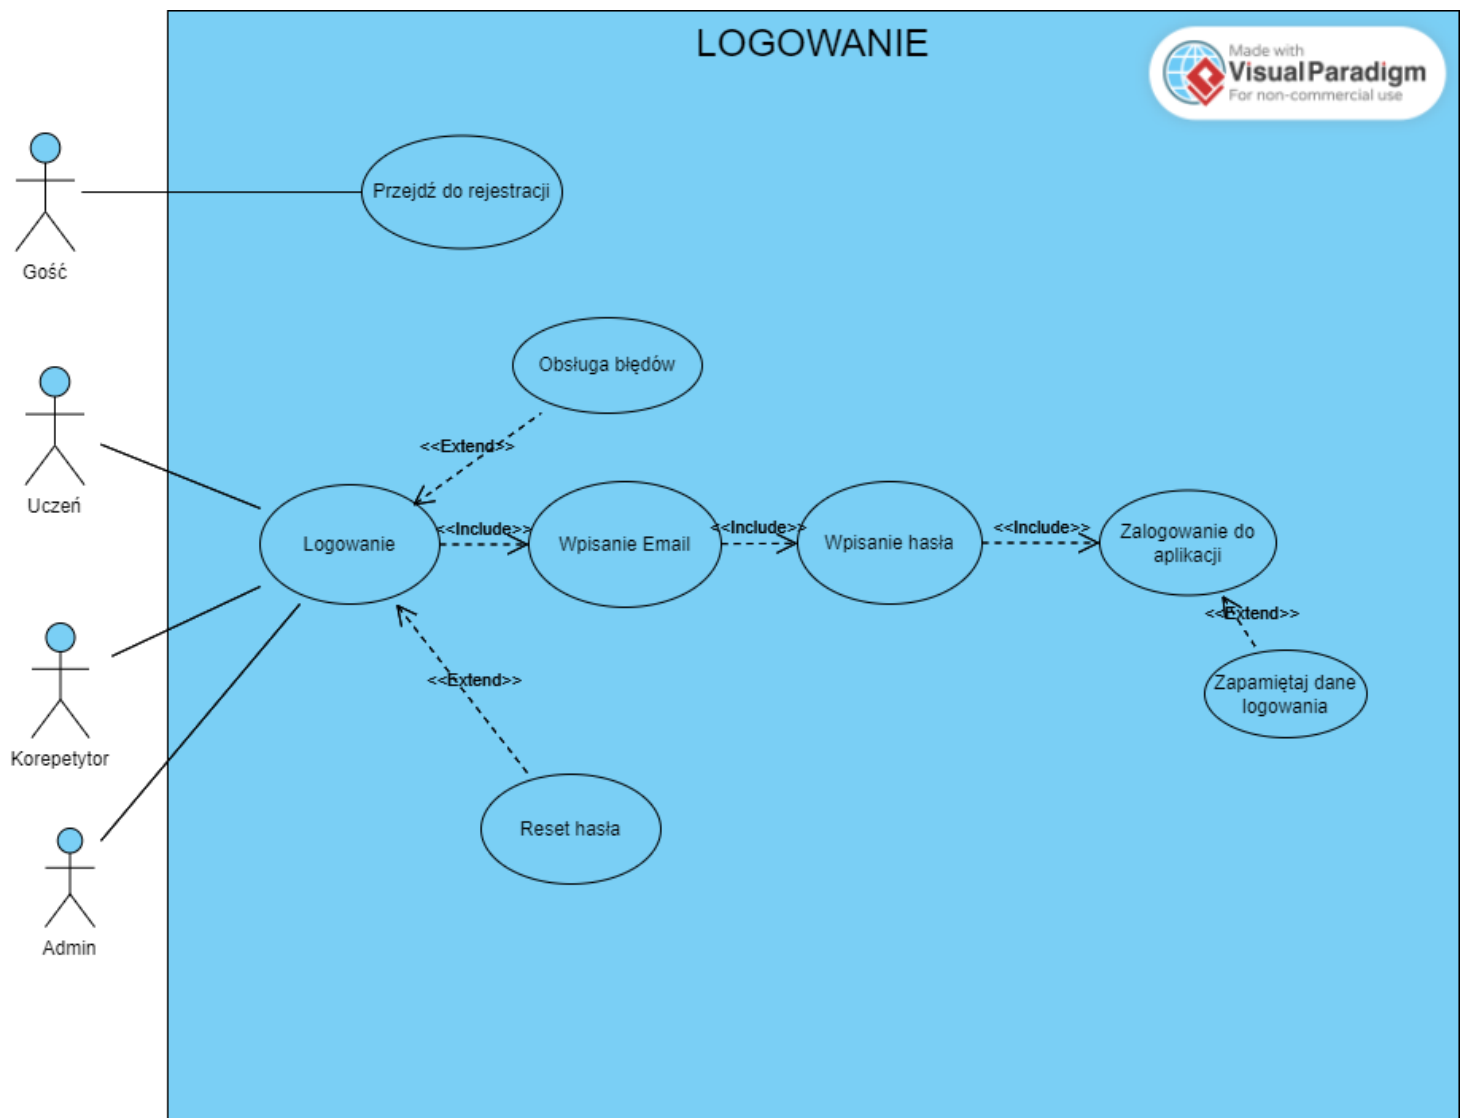 LOGOWANIE
Made with
Visual Paradigm
For non-commercial use
Przejdź do rejestracji
Gość
Obsługa błędów
<<Extend>>
Uczeń
Logowanie
<<Include>>
Wpisanie Email
<<Include>>
Wpisanie hasła
<<Include>>
Zalogowanie do
aplikacji
<<Extend>>
Zapamiętaj dane
logowania
<<Extend>>
Korepetytor
Reset hasła
Admin